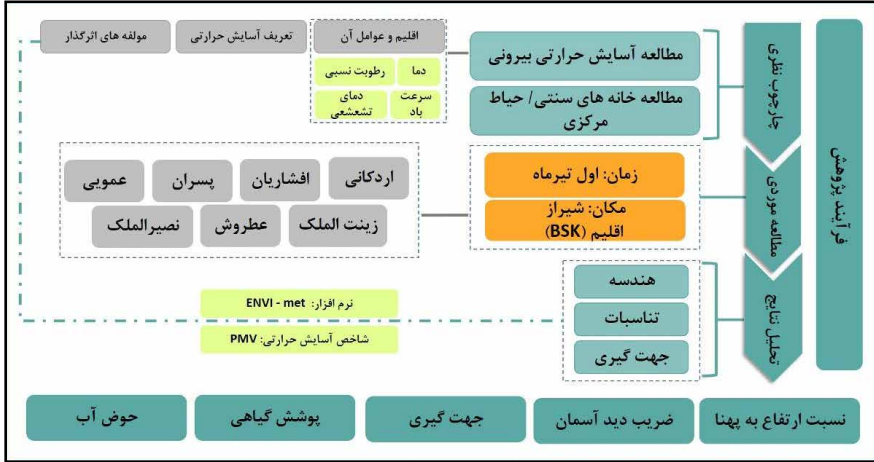 فرآیند پژوهش
چارچوب نظری
مطالعه آسایش حرارتی بیرونی
مطالعه خانه های سنتی/ حیاط
مرکزی
اقلیم و عوامل آن
تعریف آسایش حرارتی
مولفه های اثرگذار
دما
رطوبت نسبی
سرعت
باد
دمای
تشعشعی
مطالعه موردی
زمان: اول تیرماه
مکان: شیراز
اقلیم (BSK)
اردکانی
افشاریان
پسران
عمویی
زینت الملک
عطروش
نصیرالملک
تحلیل نتایج
هندسه
تناسبات
جهت گیری
نرم افزار: ENVI - met
شاخص آسایش حرارتی: PMV
نسبت ارتفاع به پهنا
ضریب دید آسمان
جهت گیری
پوشش گیاهی
حوض آب